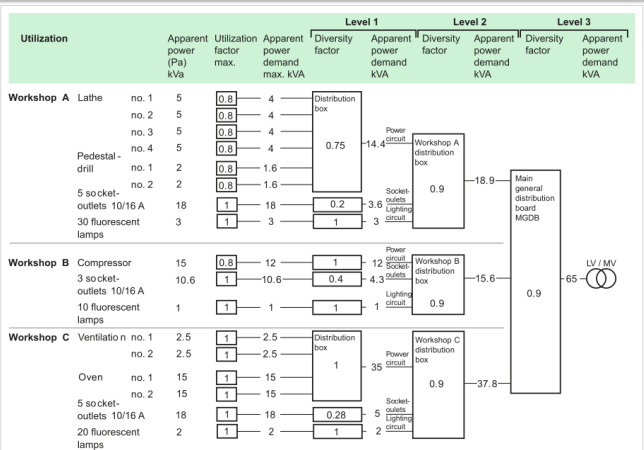 Level 1 Level 2 Level 3
Utilization Apparent power (Pa) kVa Utilization factor max. Apparent power demand max. kVA Diversity factor Apparent power demand kVA Diversity factor Apparent power demand kVA Diversity factor Apparent power demand kVA
Workshop A Lathe no. 1 5 0.8 4 Distribution box
no. 2 5 0.8 4
no. 3 5 0.8 4 0.75 14.4 Power circuit Workshop A distribution box
no. 4 5 0.8 4
Pedestal - drill no. 1 2 0.8 1.6 0.9 18.9 Main general distribution board MGDB
no. 2 2 0.8 1.6
5 socket- outlets 10/16 A 18 1 18 0.2 3.6 Socket- oulets
30 fluorescent lamps 3 1 3 1 3 Lighting circuit
Workshop B Compressor 15 0.8 12 1 12 Power circuit Workshop B distribution box LV / MV
3 socket- outlets 10/16 A 10.6 1 10.6 0.4 4.3 Socket- oulets 15.6 65
10 fluorescent lamps 1 1 1 1 1 Lighting circuit 0.9 0.9
Workshop C Ventilatio n no. 1 2.5 1 2.5 Distribution box Workshop C distribution box
no. 2 2.5 1 2.5 1 35 Powver circuit
Oven no. 1 15 1 15 0.9 37.8
no. 2 15 1 15
5 socket- outlets 10/16 A 18 1 18 0.28 5 Socket- oulets
20 fluorescent lamps 2 1 2 1 2 Lighting circuit